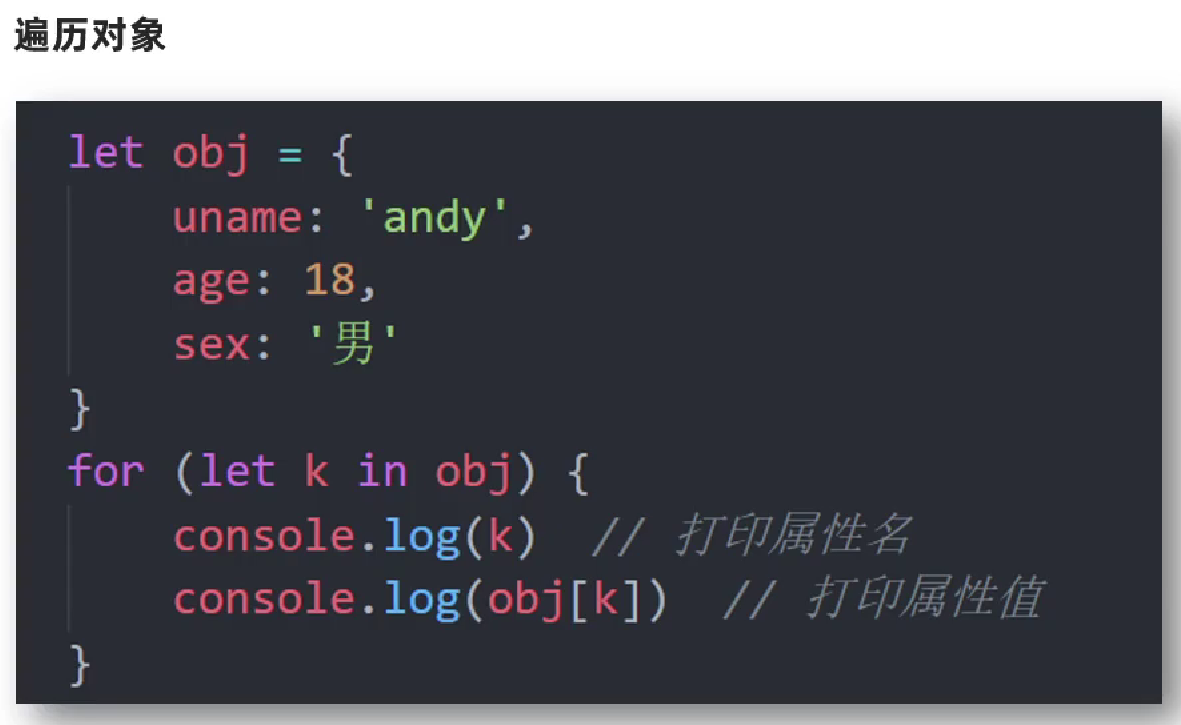 遍历对象
let obj = {
    uname: 'andy',
    age: 18,
    sex: '男'
}
for (let k in obj) {
    console.log(k)  // 打印属性名
    console.log(obj[k])  // 打印属性值
}